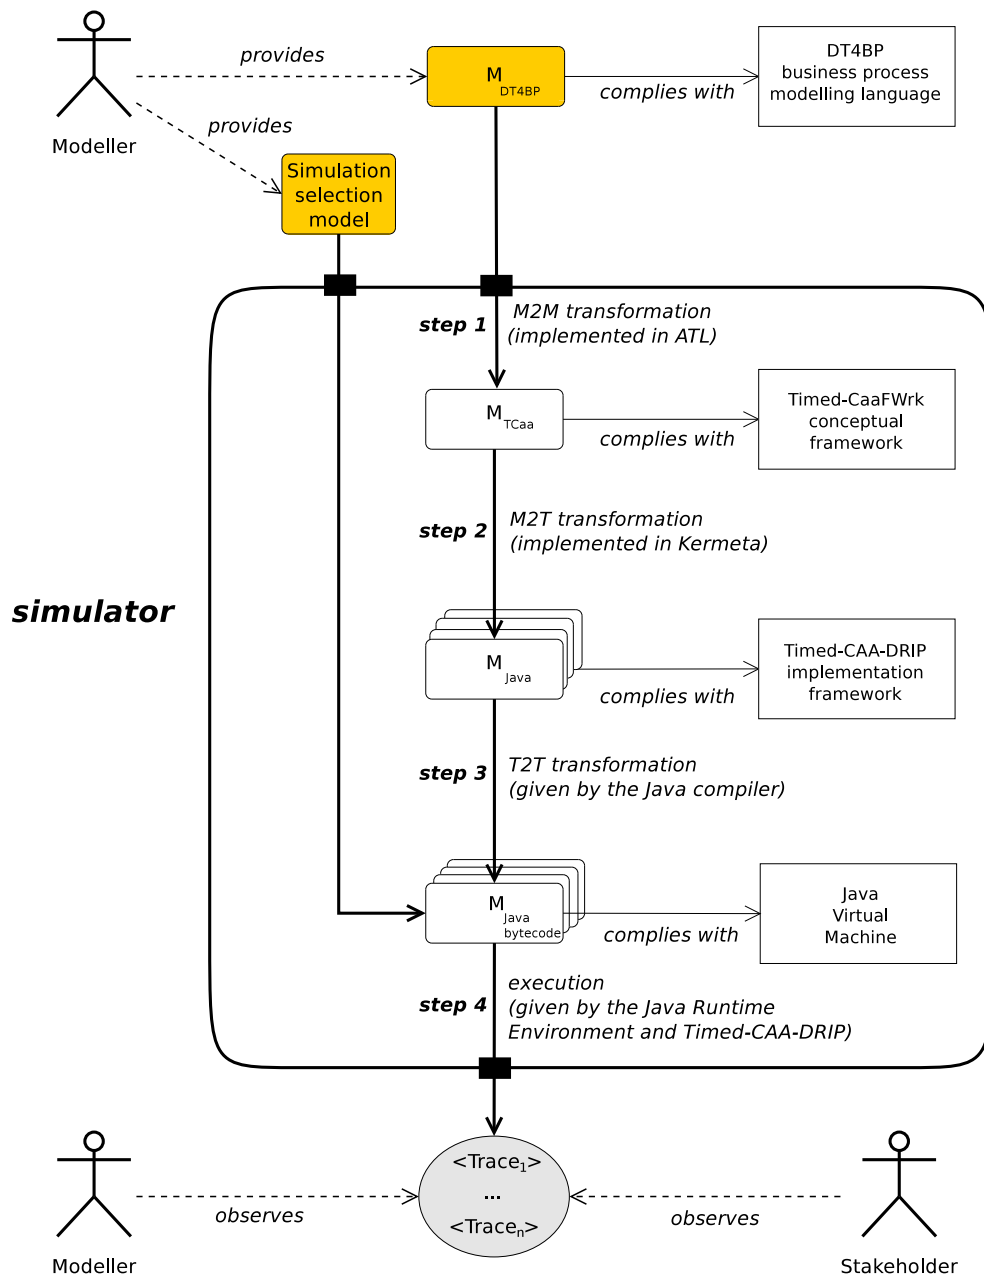 provides
M
DT4BP
complies with
DT4BP
business process
modelling language
Modeller
provides
Simulation
selection
model
step 1
M2M transformation
(implemented in ATL)
M
TCaa
complies with
Timed-CaaFWrk
conceptual
framework
step 2
M2T transformation
(implemented in Kermeta)
simulator
M
Java
complies with
Timed-CAA-DRIP
implementation
framework
step 3
T2T transformation
(given by the Java compiler)
M
Java
bytecode
complies with
Java
Virtual
Machine
step 4
execution
(given by the Java Runtime
Environment and Timed-CAA-DRIP)
<Trace1>
...
<Tracen>
observes
observes
Modeller
Stakeholder